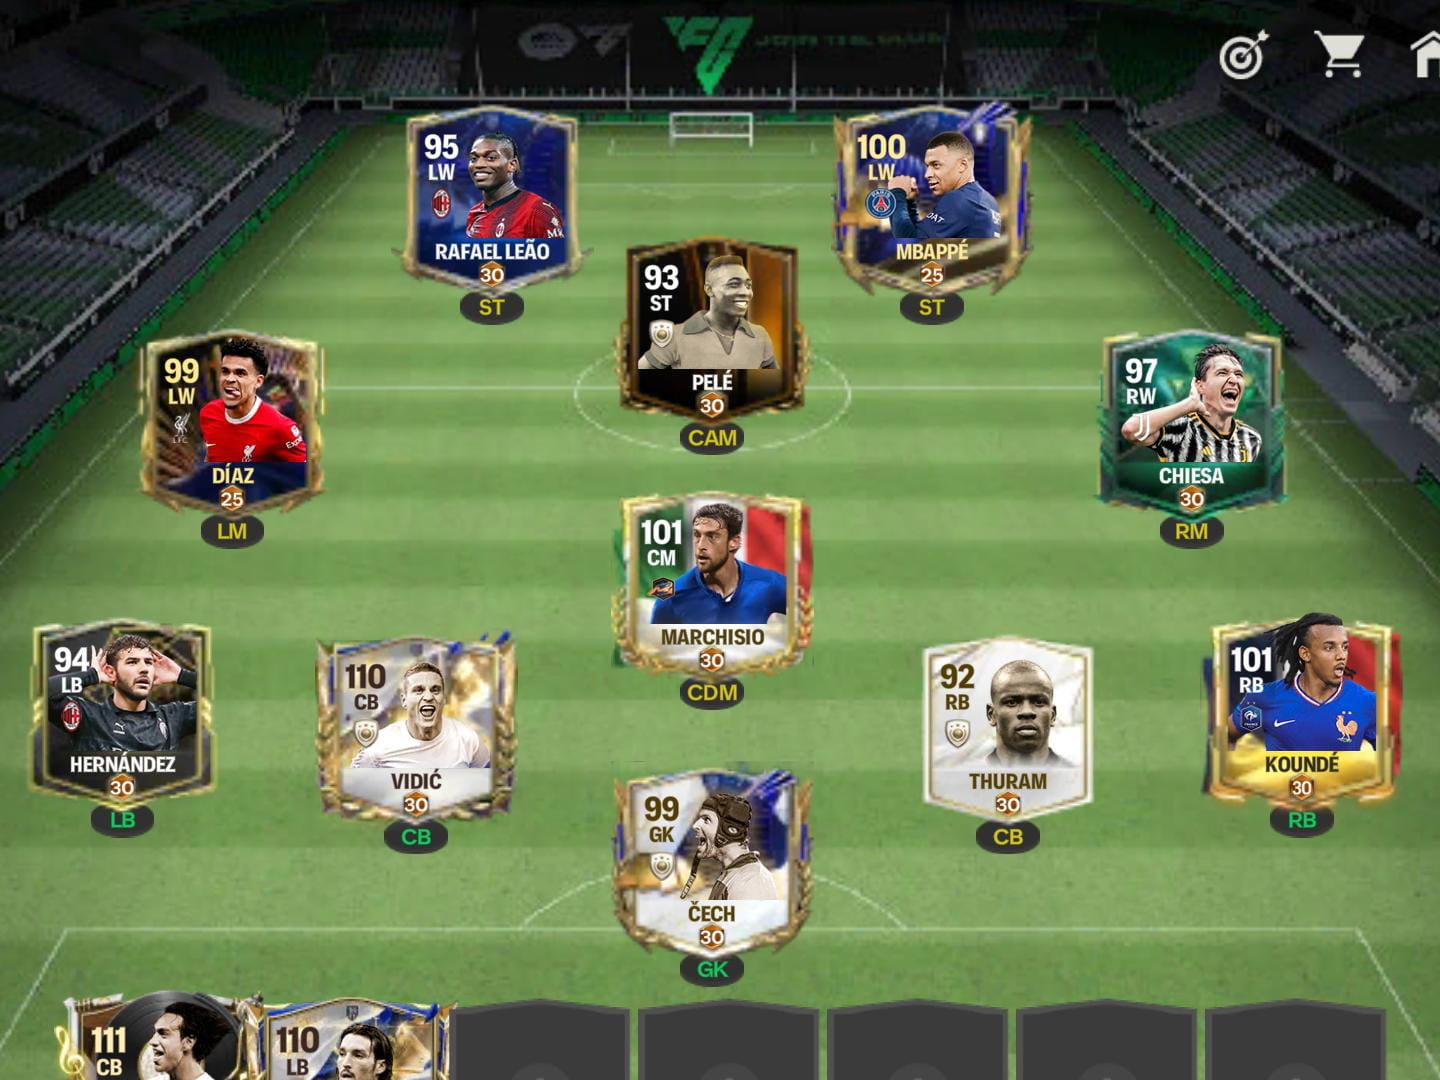 95
LW
RAFAEL LEÃO
30
ST
100
LW
MBAPPÉ
25
ST
93
ST
PELÉ
30
CAM
99
LW
DÍAZ
25
LM
97
RW
CHIESA
30
RM
101
CM
MARCHISIO
30
CDM
94
LB
HERNÁNDEZ
30
LB
110
CB
VIDIĆ
30
CB
92
RB
THURAM
30
CB
101
RB
KOUNDÉ
30
RB
99
GK
ČECH
30
GK
111
CB
110
LB